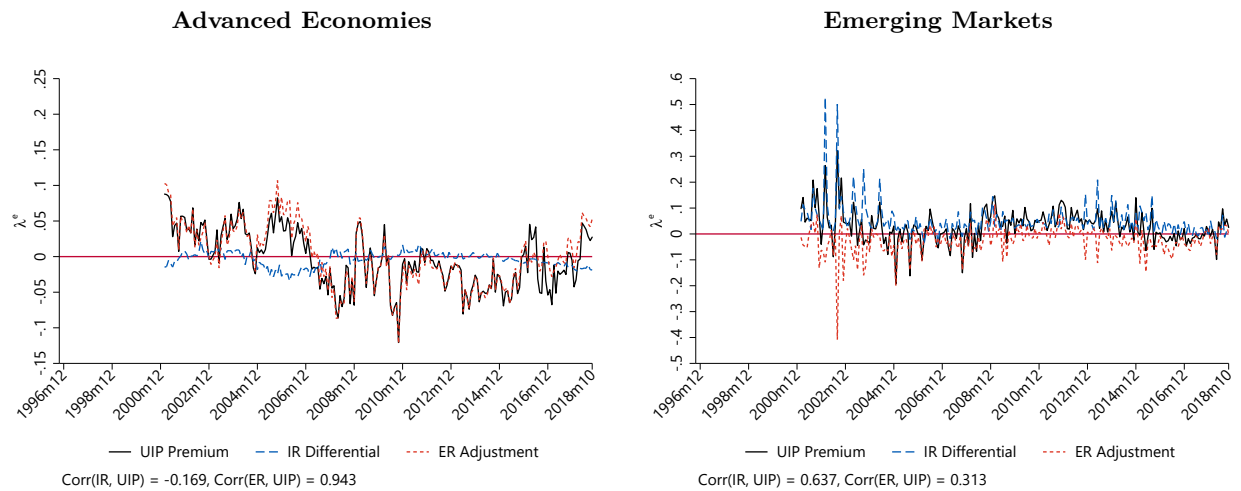 Advanced Economies
.25
.2
.15
.1
.05
0
-.05
-.1
-.15
λᵉ
1996m12
1998m12
2000m12
2002m12
2004m12
2006m12
2008m12
2010m12
2012m12
2014m12
2016m12
2018m10
UIP Premium IR Differential ER Adjustment
Corr(IR, UIP) = -0.169, Corr(ER, UIP) = 0.943
Emerging Markets
.6
.5
.4
.3
.2
.1
0
-.1
-.2
-.3
-.4
-.5
λᵉ
1996m12
1998m12
2000m12
2002m12
2004m12
2006m12
2008m12
2010m12
2012m12
2014m12
2016m12
2018m10
UIP Premium IR Differential ER Adjustment
Corr(IR, UIP) = 0.637, Corr(ER, UIP) = 0.313